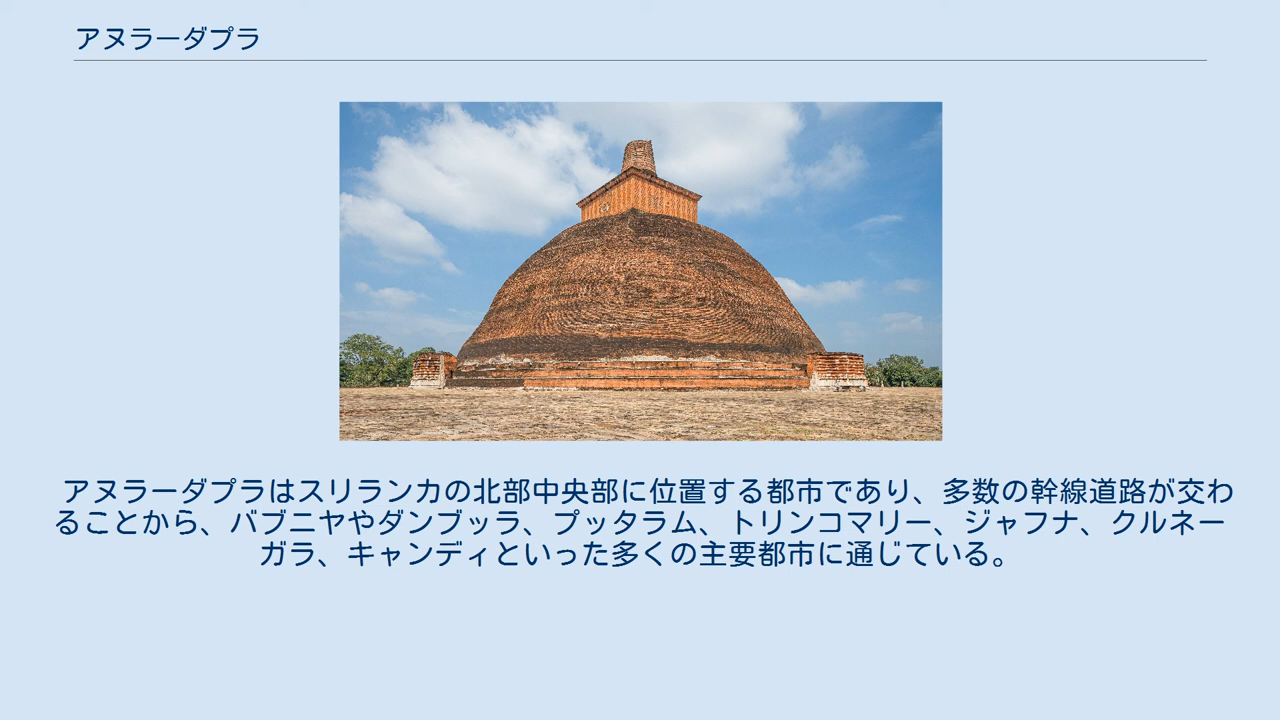 アヌラーダプラ
アヌラーダプラはスリランカの北部中央部に位置する都市であり、多数の幹線道路が交わ
ることから、バブニヤやダンブッラ、プッタラム、トリンコマリー、ジャフナ、クルネー
ガラ、キャンディといった多くの主要都市に通じている。